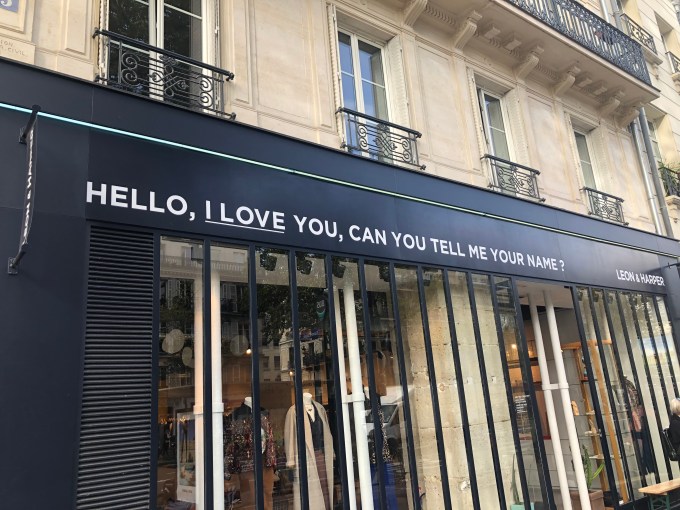 HELLO, I LOVE YOU, CAN YOU TELL ME YOUR NAME ?
LEON & HARPER